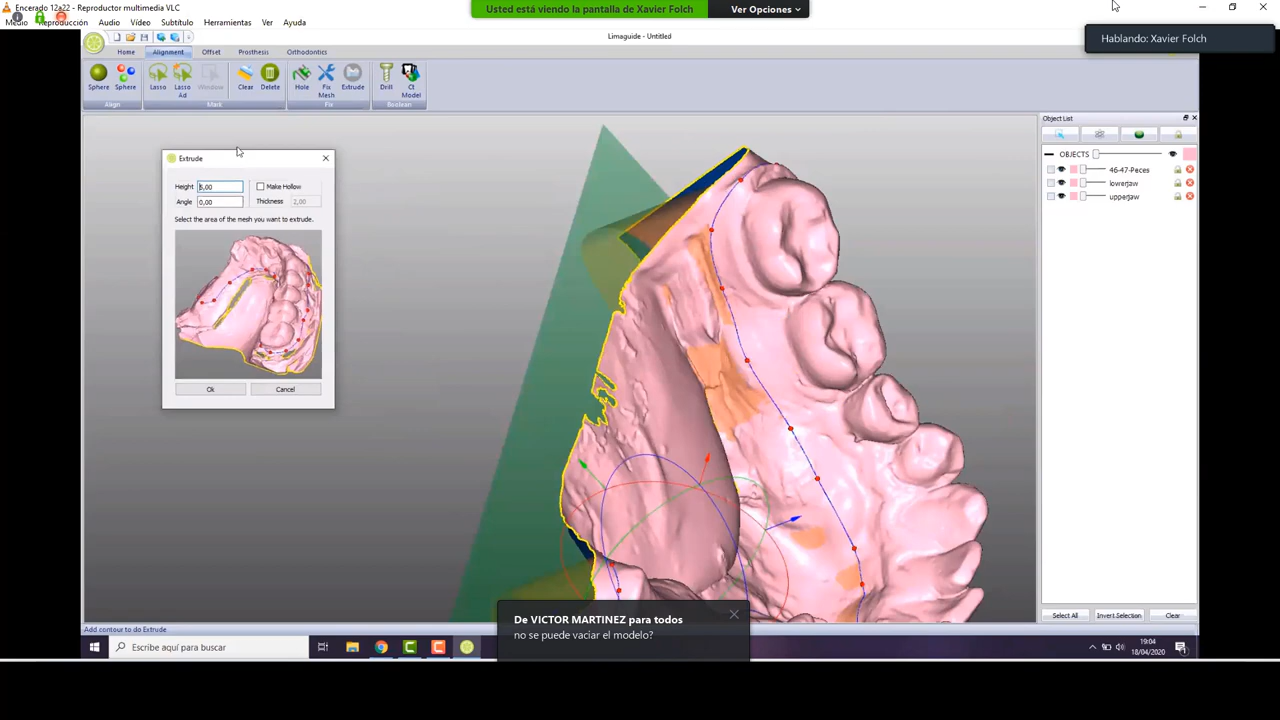 Encerado 12a22 - Reproductor multimedia VLC
Medio Reproducción Audio Vídeo Subtítulo Herramientas Ver Ayuda
Usted está viendo la pantalla de Xavier Folch
Ver Opciones
Hablando: Xavier Folch
Limaguide - Untitled
Home Alignment Offset Prosthesis Orthodontics
Sphere Sphere Lasso Lasso Ad Window Clear Delete Hole Fix Mesh Extrude Drill Ct Model
Align Mask Fix Boolean
Extrude
Height 5,00 Make Hollow
Angle 0,00 Thickness 2,00
Select the area of the mesh you want to extrude.
Ok Cancel
Object List
OBJECTS
46-47-Peces
lowerjaw
upperjaw
Select All Invert Selection Clear
De VICTOR MARTINEZ para todos
no se puede vaciar el modelo?
Add contour to do Extrude
Escribe aquí para buscar
19:04
18/04/2020